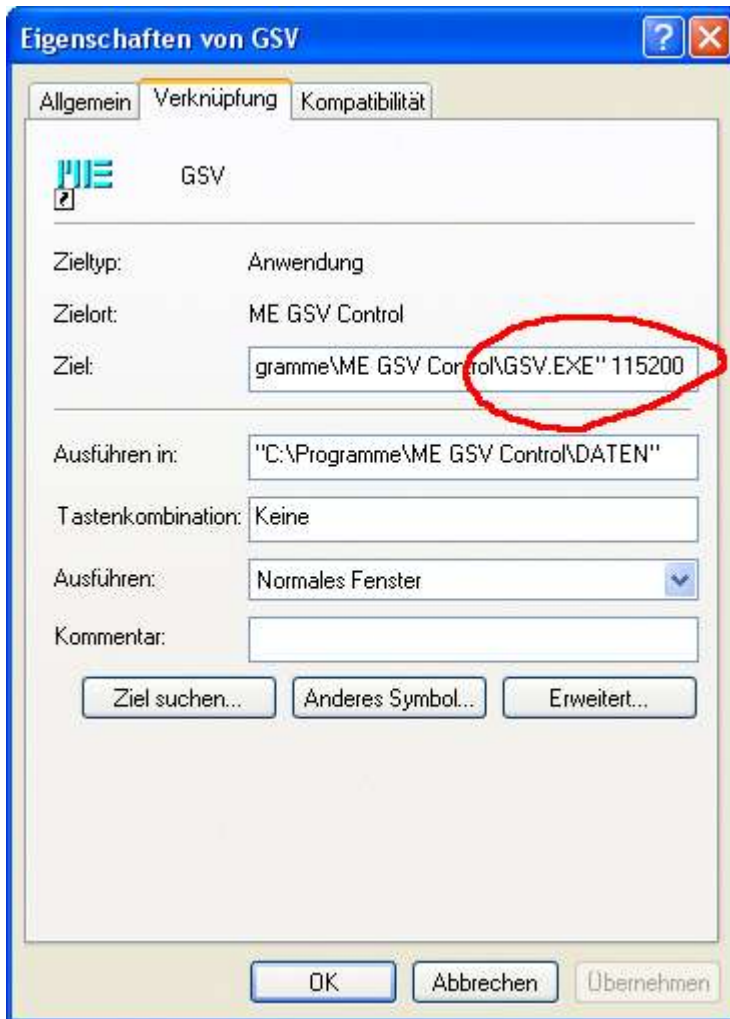 Eigenschaften von GSV
Allgemein Verknüpfung Kompatibilität
GSV
Zieltyp: Anwendung
Zielort: ME GSV Control
Ziel: gramme\ME GSV Control\GSV.EXE" 115200
Ausführen in: "C:\Programme\ME GSV Control\DATEN"
Tastenkombination: Keine
Ausführen: Normales Fenster
Kommentar:
Ziel suchen... Anderes Symbol... Erweitert...
OK Abbrechen Übernehmen